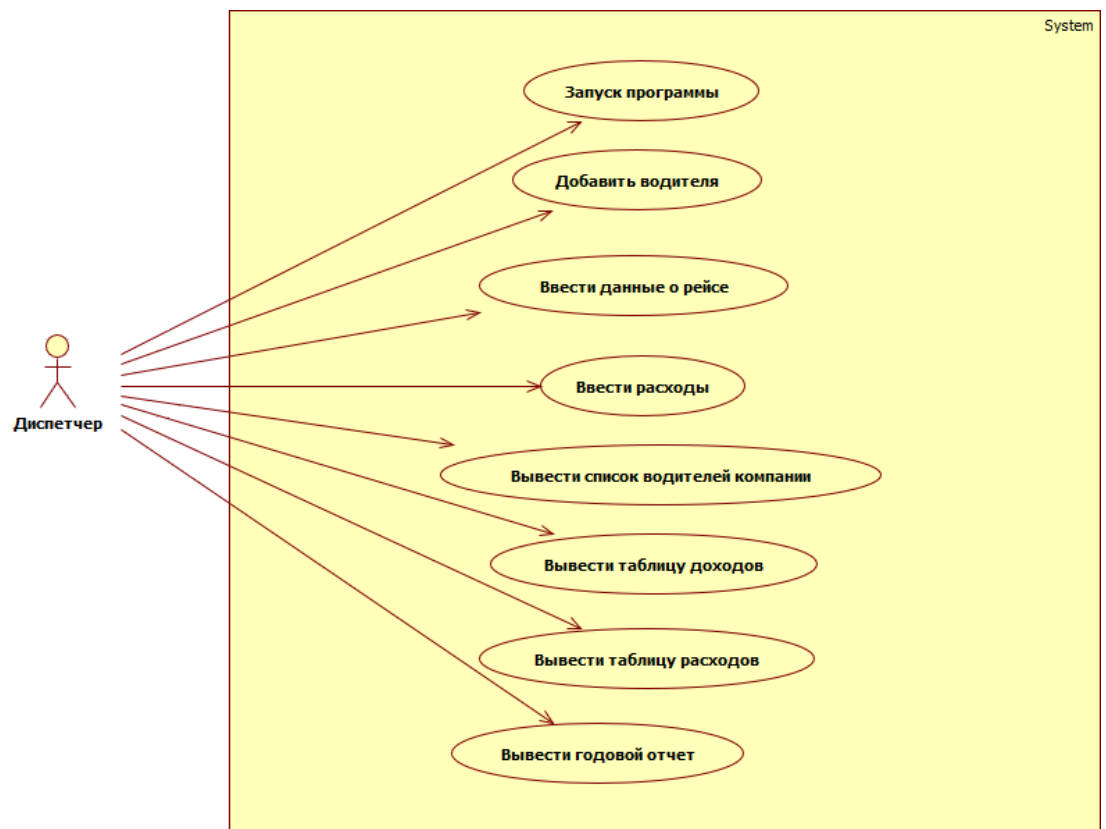 System
Запуск программы
Добавить водителя
Ввести данные о рейсе
Ввести расходы
Диспетчер
Вывести список водителей компании
Вывести таблицу доходов
Вывести таблицу расходов
Вывести годовой отчет